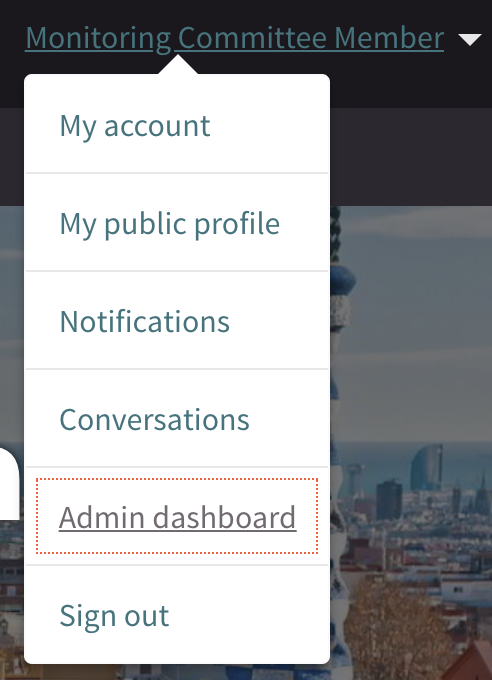 Monitoring Committee Member
My account
My public profile
Notifications
Conversations
Admin dashboard
Sign out